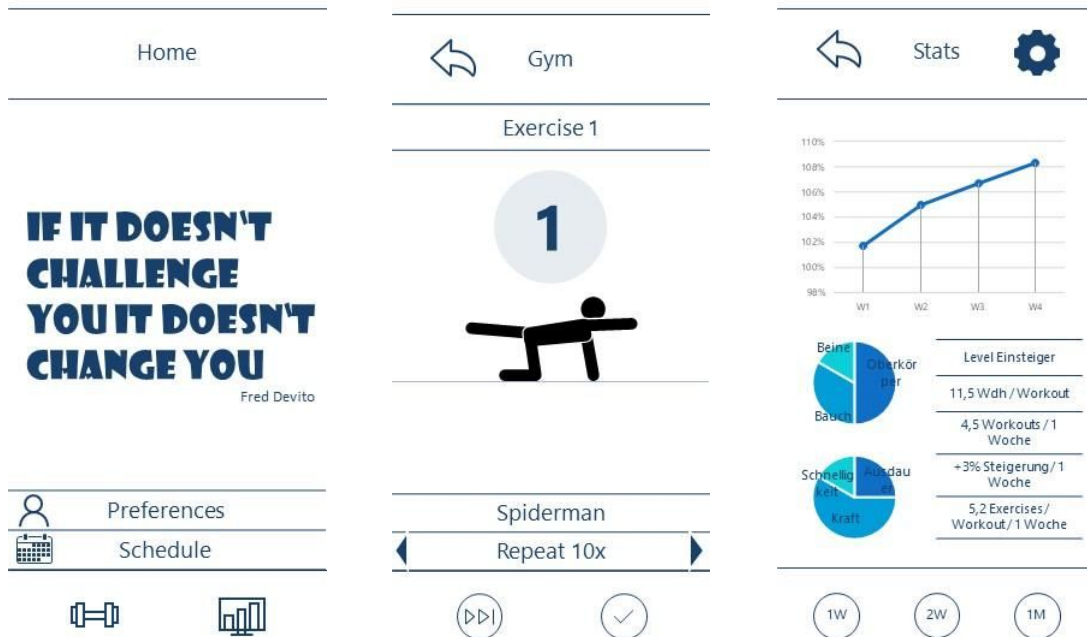 Home
IF IT DOESN'T
CHALLENGE
YOU IT DOESN'T
CHANGE YOU
Fred Devito
Preferences
Schedule
Gym
Exercise 1
1
Spiderman
Repeat 10x
Stats
110%
108%
106%
104%
102%
100%
98%
W1 W2 W3 W4
Beine
Oberkör
per
Bauch
Schnellig
keit
Ausdau
er
Kraft
Level Einsteiger
11,5 Wdh / Workout
4,5 Workouts / 1
Woche
+3% Steigerung / 1
Woche
5,2 Exercises /
Workout / 1 Woche
1W
2W
1M